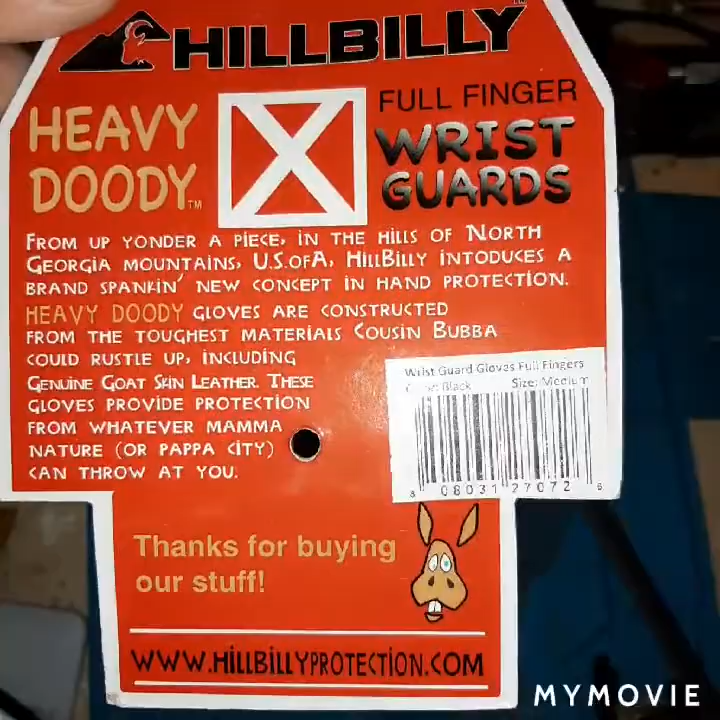 HILLBILLY™
HEAVY DOODY™
FULL FINGER
WRIST GUARDS
FROM UP YONDER A PIECE, IN THE HILLS OF NORTH
GEORGIA MOUNTAINS, U.S.OFA, HILLBILLY INTODUCES A
BRAND SPANKIN' NEW CONCEPT IN HAND PROTECTION.
HEAVY DOODY GLOVES ARE CONSTRUCTED
FROM THE TOUGHEST MATERIALS COUSIN BUBBA
COULD RUSTLE UP, INCLUDING
GENUINE GOAT SKIN LEATHER. THESE
GLOVES PROVIDE PROTECTION
FROM WHATEVER MAMMA
NATURE (OR PAPPA CITY)
CAN THROW AT YOU.
Wrist Guard Gloves Full Fingers
Black Size: Medium
8 08031 27072 6
Thanks for buying
our stuff!
WWW.HILLBILLYPROTECTION.COM
MYMOVIE